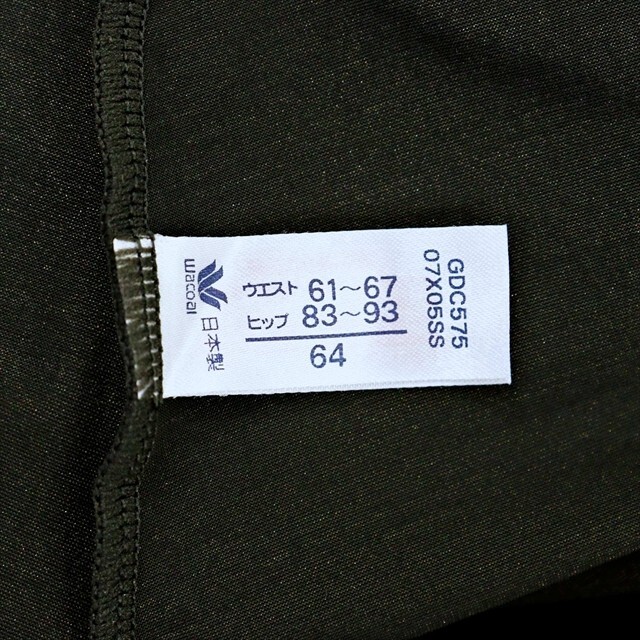 Wacoal
日本製
ウエスト 61～67
ヒップ 83～93
64
GDC575
07X05SS